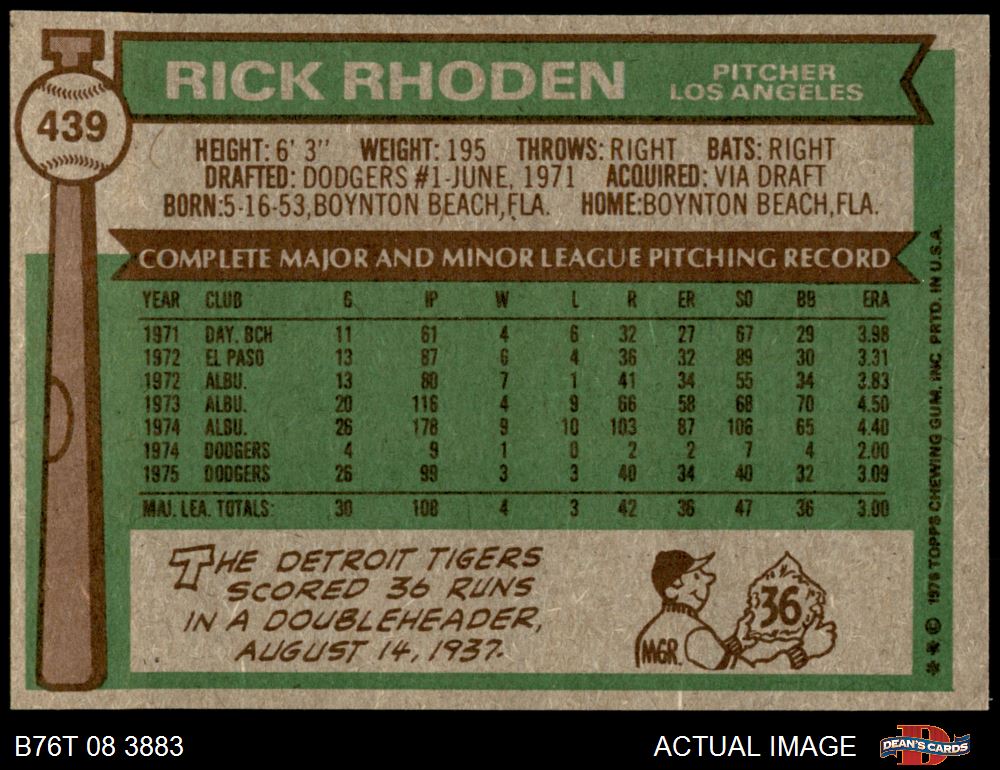 439
RICK RHODEN
PITCHER
LOS ANGELES
HEIGHT: 6' 3" WEIGHT: 195 THROWS: RIGHT BATS: RIGHT
DRAFTED: DODGERS #1-JUNE, 1971 ACQUIRED: VIA DRAFT
BORN:5-16-53,BOYNTON BEACH,FLA. HOME:BOYNTON BEACH,FLA.
COMPLETE MAJOR AND MINOR LEAGUE PITCHING RECORD
YEAR CLUB G IP W L R ER SO BB ERA
1971 DAY. BCH 11 61 4 6 32 27 67 29 3.98
1972 EL PASO 13 87 6 4 36 32 89 30 3.31
1972 ALBU. 13 80 7 1 41 34 55 34 3.83
1973 ALBU. 20 116 4 9 66 58 68 70 4.50
1974 ALBU. 26 178 9 10 103 87 106 65 4.40
1974 DODGERS 4 9 1 0 2 2 7 4 2.00
1975 DODGERS 26 99 3 3 40 34 40 32 3.09
MAJ. LEA. TOTALS: 30 108 4 3 42 36 47 36 3.00
THE DETROIT TIGERS
SCORED 36 RUNS
IN A DOUBLEHEADER,
AUGUST 14, 1937.
MGR.
36
** © 1976 TOPPS CHEWING GUM, INC PRTD. IN U.S.A.
B76T 08 3883
ACTUAL IMAGE
D
DEAN'S CARDS